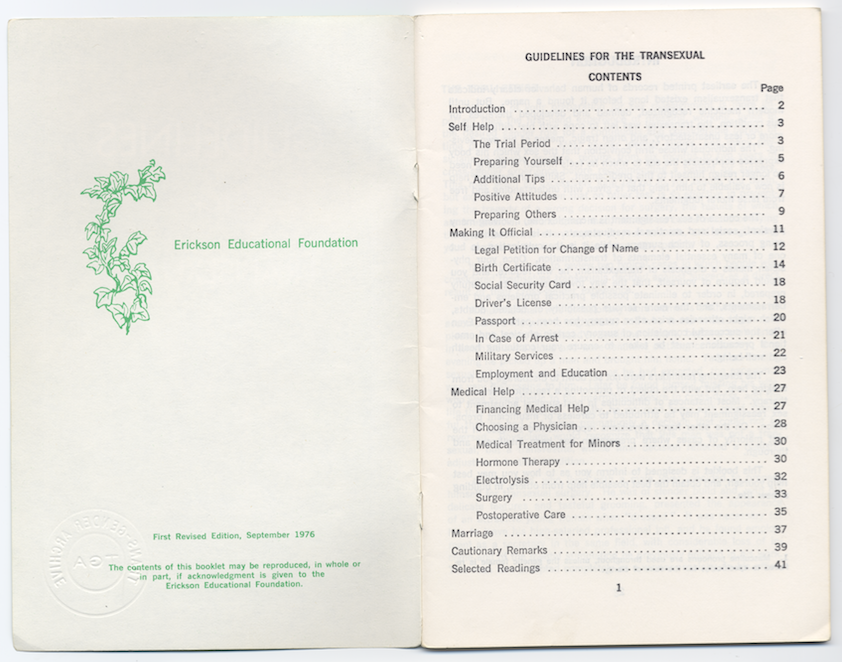 Erickson Educational Foundation
First Revised Edition, September 1976
The contents of this booklet may be reproduced, in whole or
in part, if acknowledgment is given to the
Erickson Educational Foundation.
GUIDELINES FOR THE TRANSEXUAL
CONTENTS
Page
Introduction ........................................ 2
Self Help ........................................ 3
The Trial Period ........................................ 3
Preparing Yourself ........................................ 5
Additional Tips ........................................ 6
Positive Attitudes ........................................ 7
Preparing Others ........................................ 9
Making It Official ........................................ 11
Legal Petition for Change of Name ........................ 12
Birth Certificate ........................................ 14
Social Security Card ........................................ 18
Driver's License ........................................ 18
Passport ........................................ 20
In Case of Arrest ........................................ 21
Military Services ........................................ 22
Employment and Education ........................................ 23
Medical Help ........................................ 27
Financing Medical Help ........................................ 27
Choosing a Physician ........................................ 28
Medical Treatment for Minors ........................ 30
Hormone Therapy ........................................ 30
Electrolysis ........................................ 32
Surgery ........................................ 33
Postoperative Care ........................................ 35
Marriage ........................................ 37
Cautionary Remarks ........................................ 39
Selected Readings ........................................ 41
1